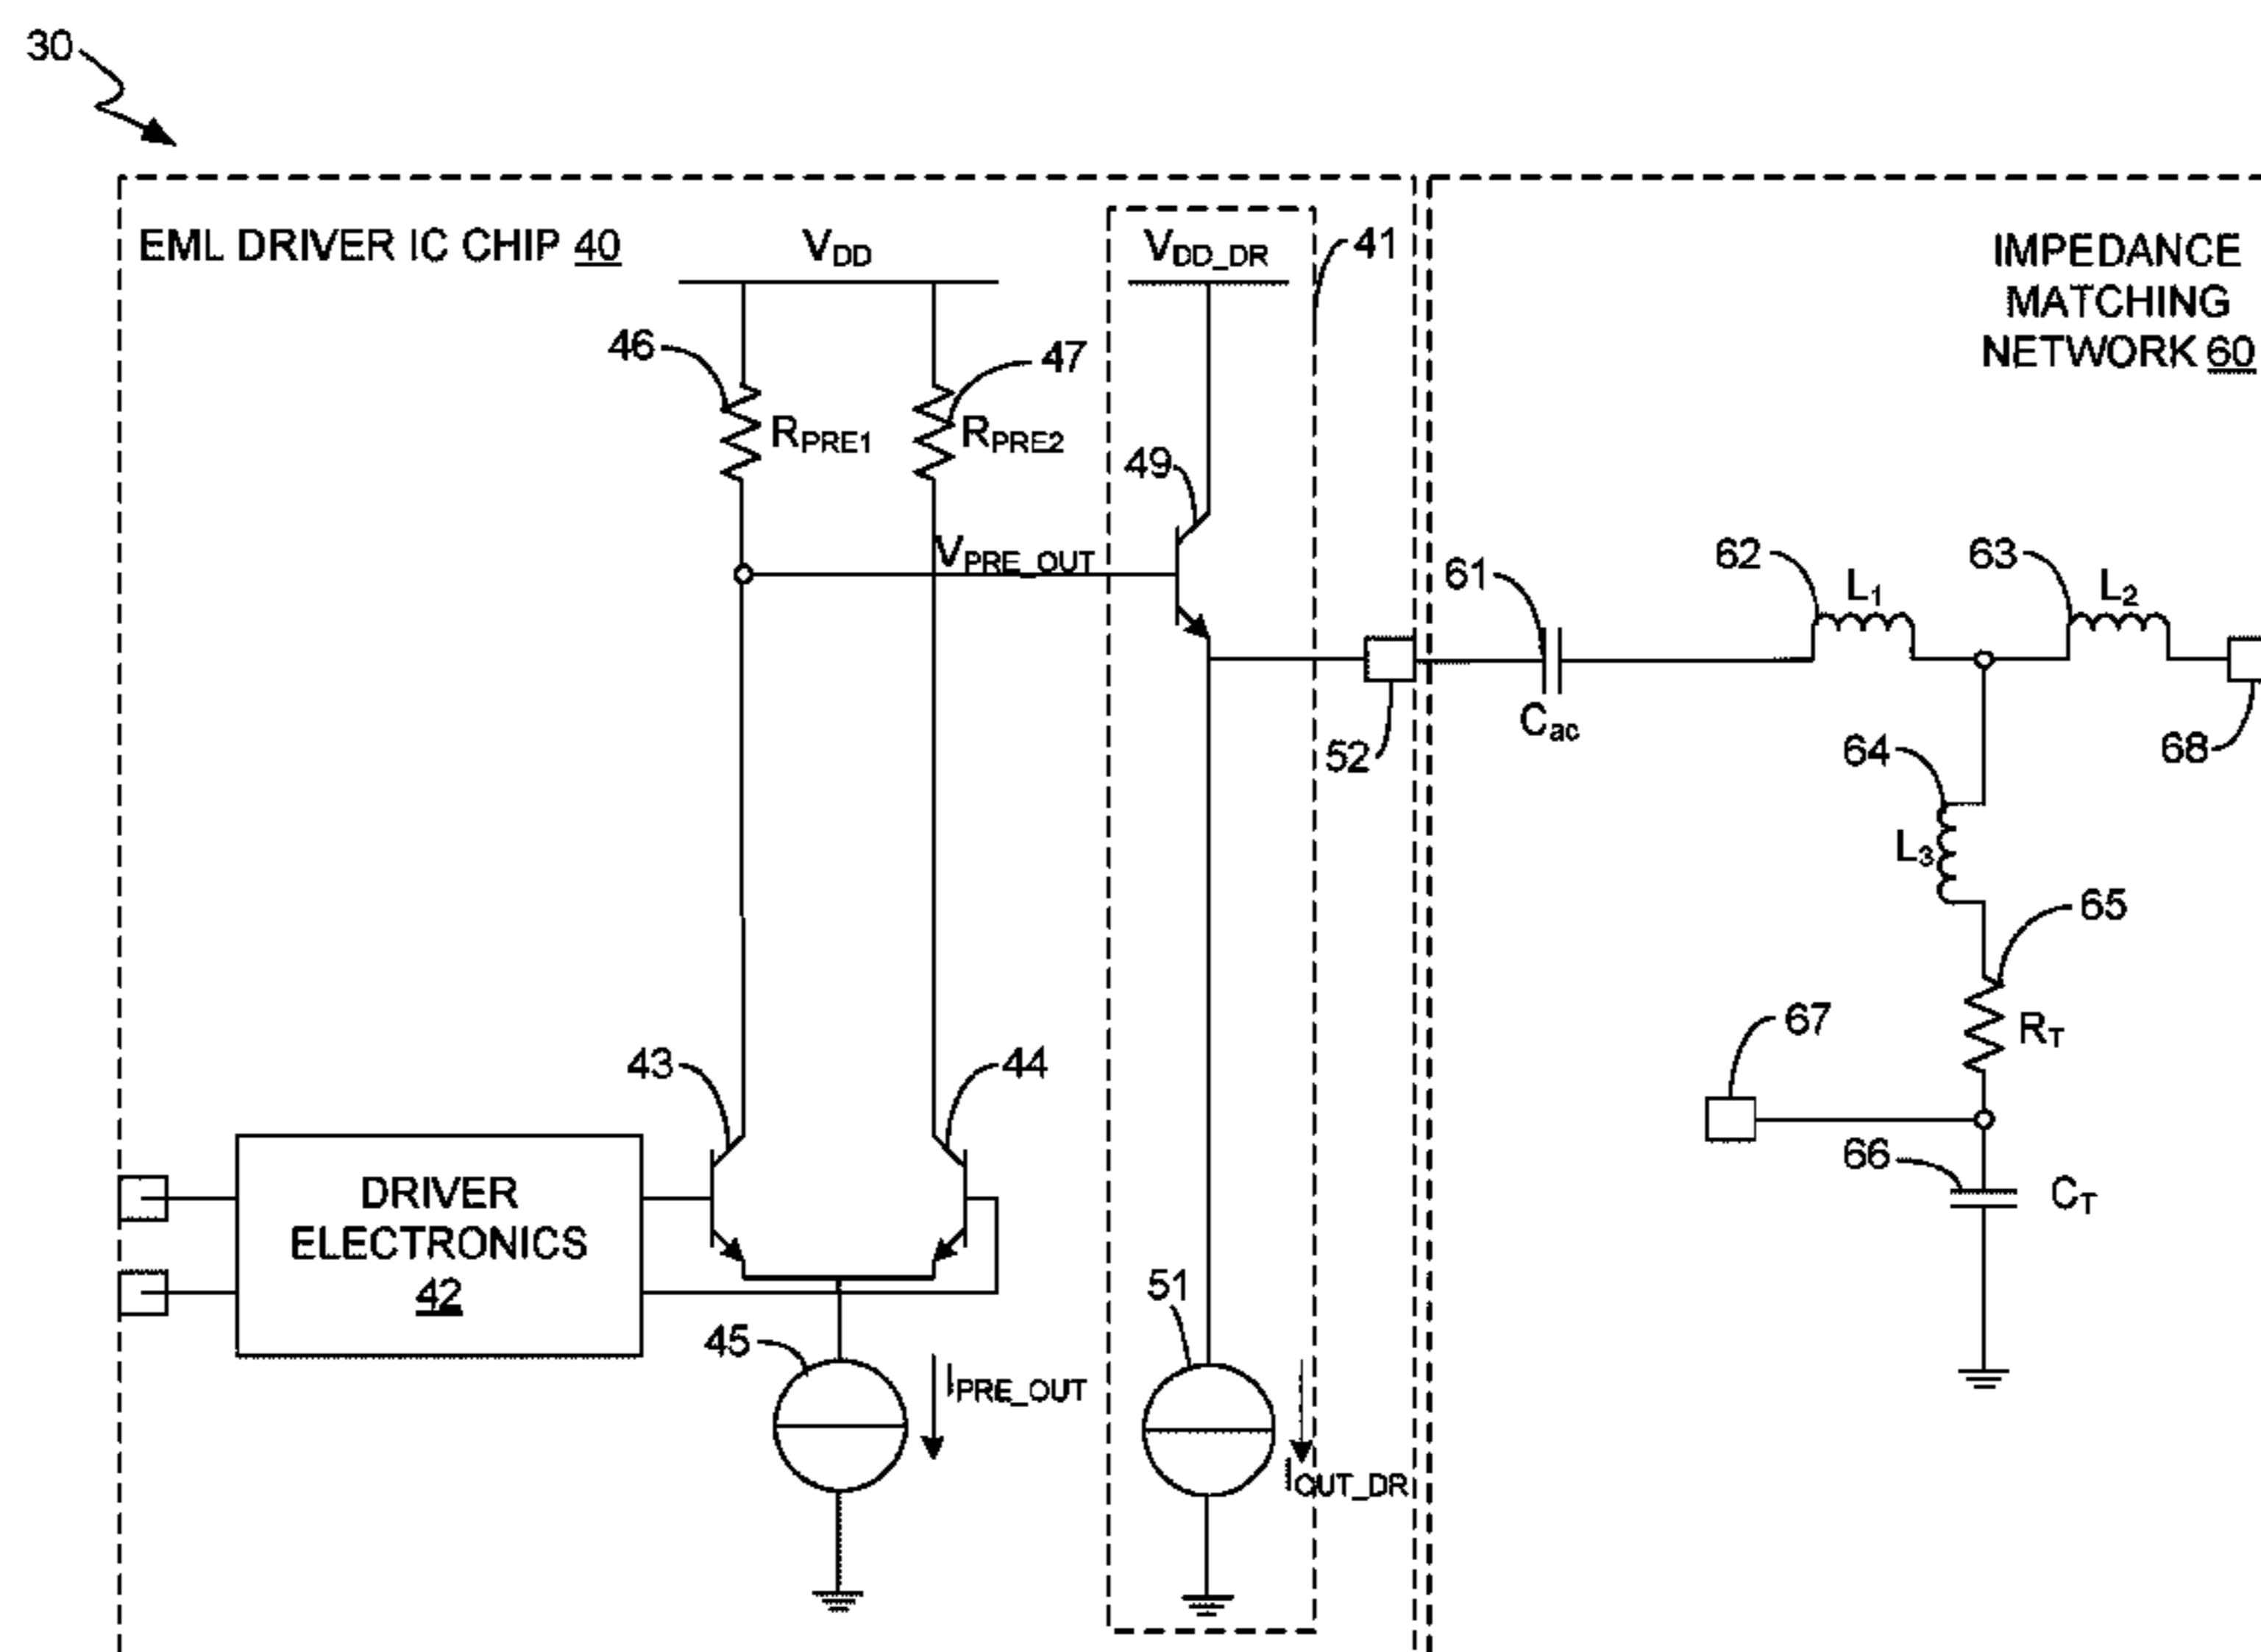 30
EML DRIVER IC CHIP 40
VDD
VDD_DR
41
IMPEDANCE
MATCHING
NETWORK 60
46
47
RPRE1
RPRE2
49
VPRE_OUT
61
62
L1
63
L2
Cac
52
64
68
L3
65
67
RT
43
44
66
CT
DRIVER
ELECTRONICS
42
45
51
IPRE_OUT
IOUT_DR